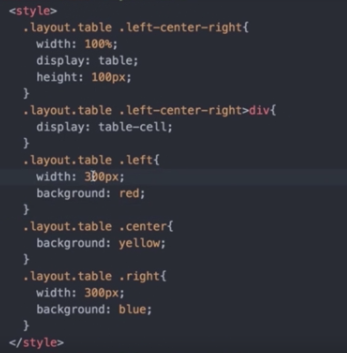 <style>
.layout.table .left-center-right{
width: 100%;
display: table;
height: 100px;
}
.layout.table .left-center-right>div{
display: table-cell;
}
.layout.table .left{
width: 300px;
background: red;
}
.layout.table .center{
background: yellow;
}
.layout.table .right{
width: 300px;
background: blue;
}
</style>